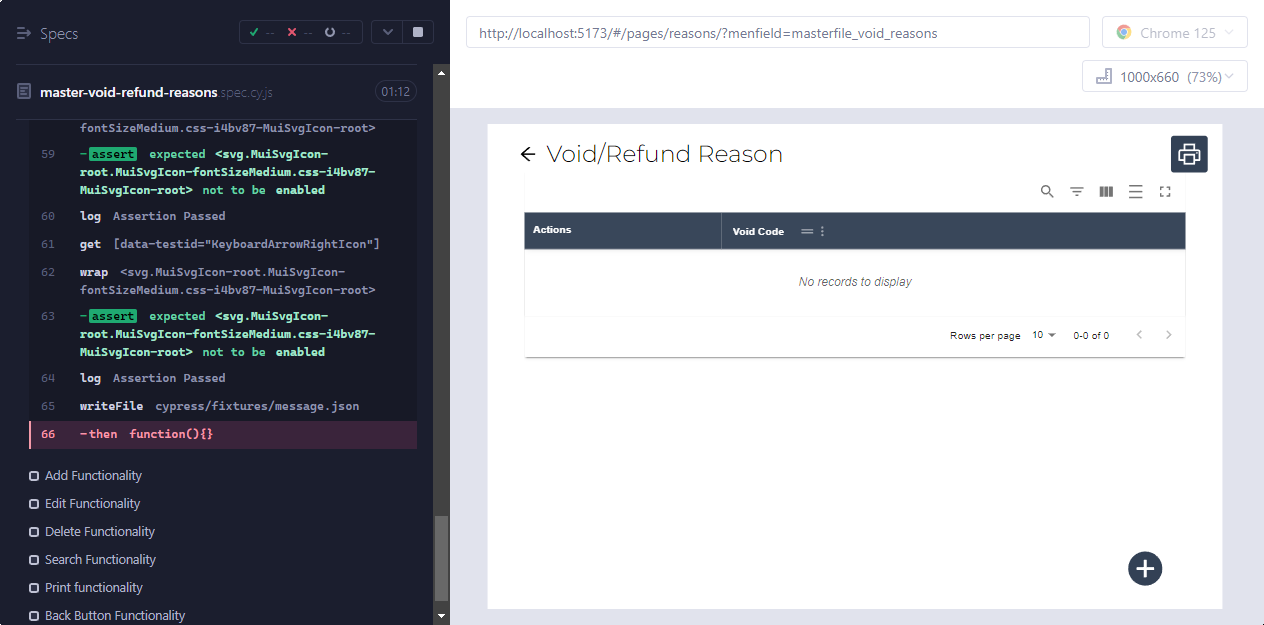 Specs
-- -- --
master-void-refund-reasons.spec.cy.js 01:12
fontSizeMedium.css-i4bv87-MuiSvgIcon-root>
59 -assert expected <svg.MuiSvgIcon-
root.MuiSvgIcon-fontSizeMedium.css-i4bv87-
MuiSvgIcon-root> not to be enabled
60 log Assertion Passed
61 get [data-testid="KeyboardArrowRightIcon"]
62 wrap <svg.MuiSvgIcon-root.MuiSvgIcon-
fontSizeMedium.css-i4bv87-MuiSvgIcon-root>
63 -assert expected <svg.MuiSvgIcon-
root.MuiSvgIcon-fontSizeMedium.css-i4bv87-
MuiSvgIcon-root> not to be enabled
64 log Assertion Passed
65 writeFile cypress/fixtures/message.json
66 -then function(){}
Add Functionality
Edit Functionality
Delete Functionality
Search Functionality
Print functionality
Back Button Functionality
http://localhost:5173/#/pages/reasons/?menfield=masterfile_void_reasons
Chrome 125
1000x660 (73%)
Void/Refund Reason
Actions Void Code
No records to display
Rows per page 10 0-0 of 0